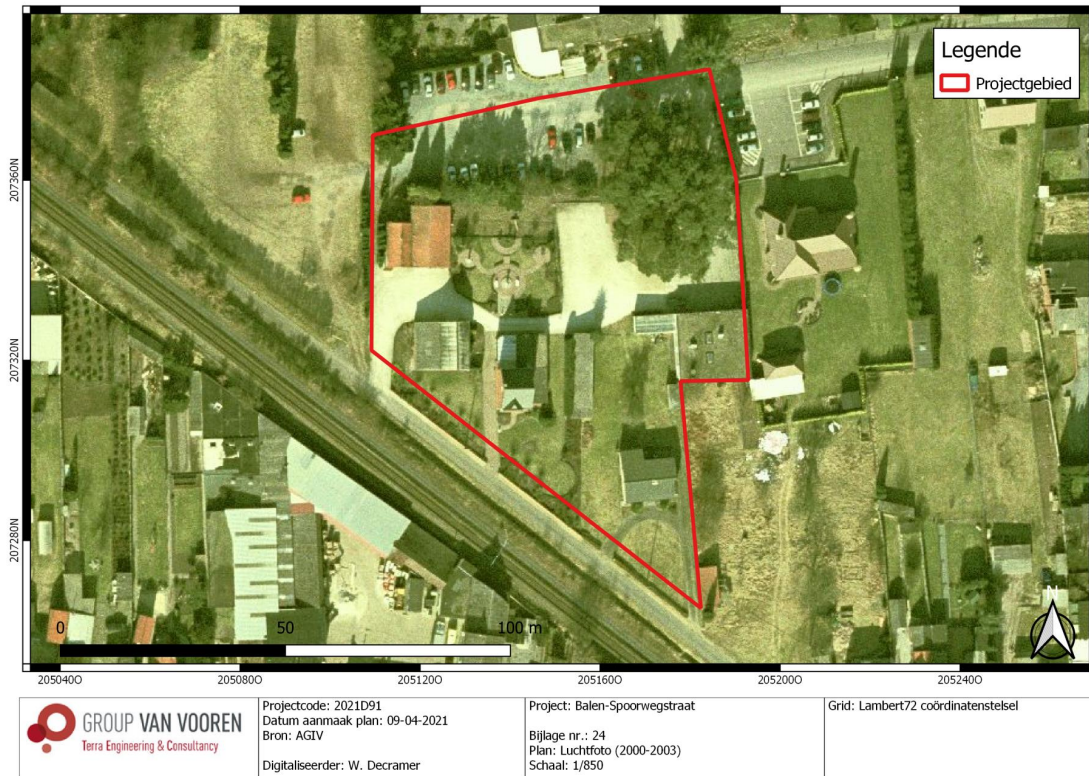 Legende
Projectgebied
207360N
207320N
207280N
N
0
50
100 m
205040O
205080O
205120O
205160O
205200O
205240O
GROUP VAN VOOREN
Terra Engineering & Consultancy
Projectcode: 2021D91
Datum aanmaak plan: 09-04-2021
Bron: AGIV
Digitaliseerder: W. Decramer
Project: Balen-Spoorwegstraat
Bijlage nr.: 24
Plan: Luchtfoto (2000-2003)
Schaal: 1/850
Grid: Lambert72 coördinatenstelsel